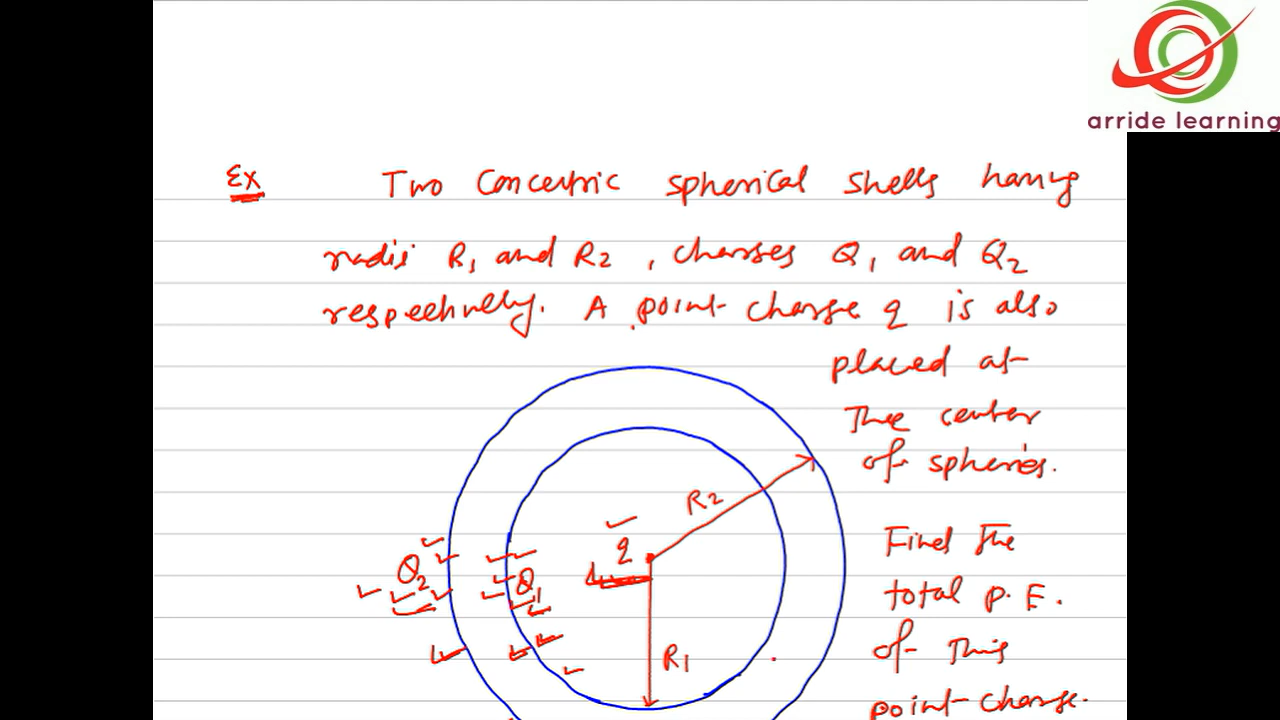 arride learning
Ex Two Concentric spherical shells having
radii R1 and R2, charges Q1 and Q2
respectively. A point charge q is also
placed at
The center
of spheres.
Find the
total P.E.
of This
point charge.
R2
q
Q2
Q1
R1